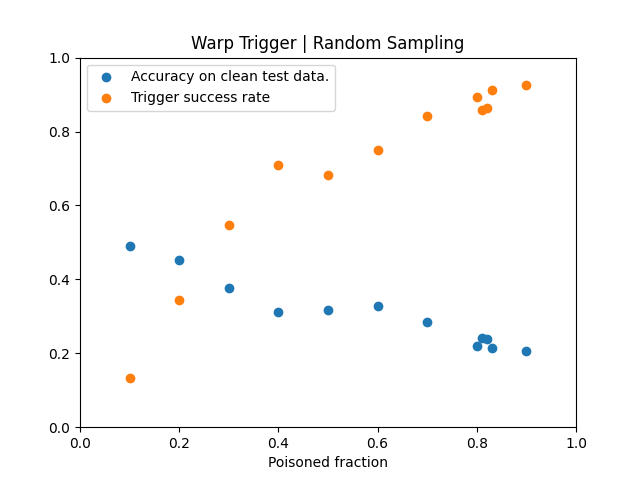 Warp Trigger | Random Sampling
Accuracy on clean test data.
Trigger success rate
1.0
0.8
0.6
0.4
0.2
0.0
0.0 0.2 0.4 0.6 0.8 1.0
Poisoned fraction